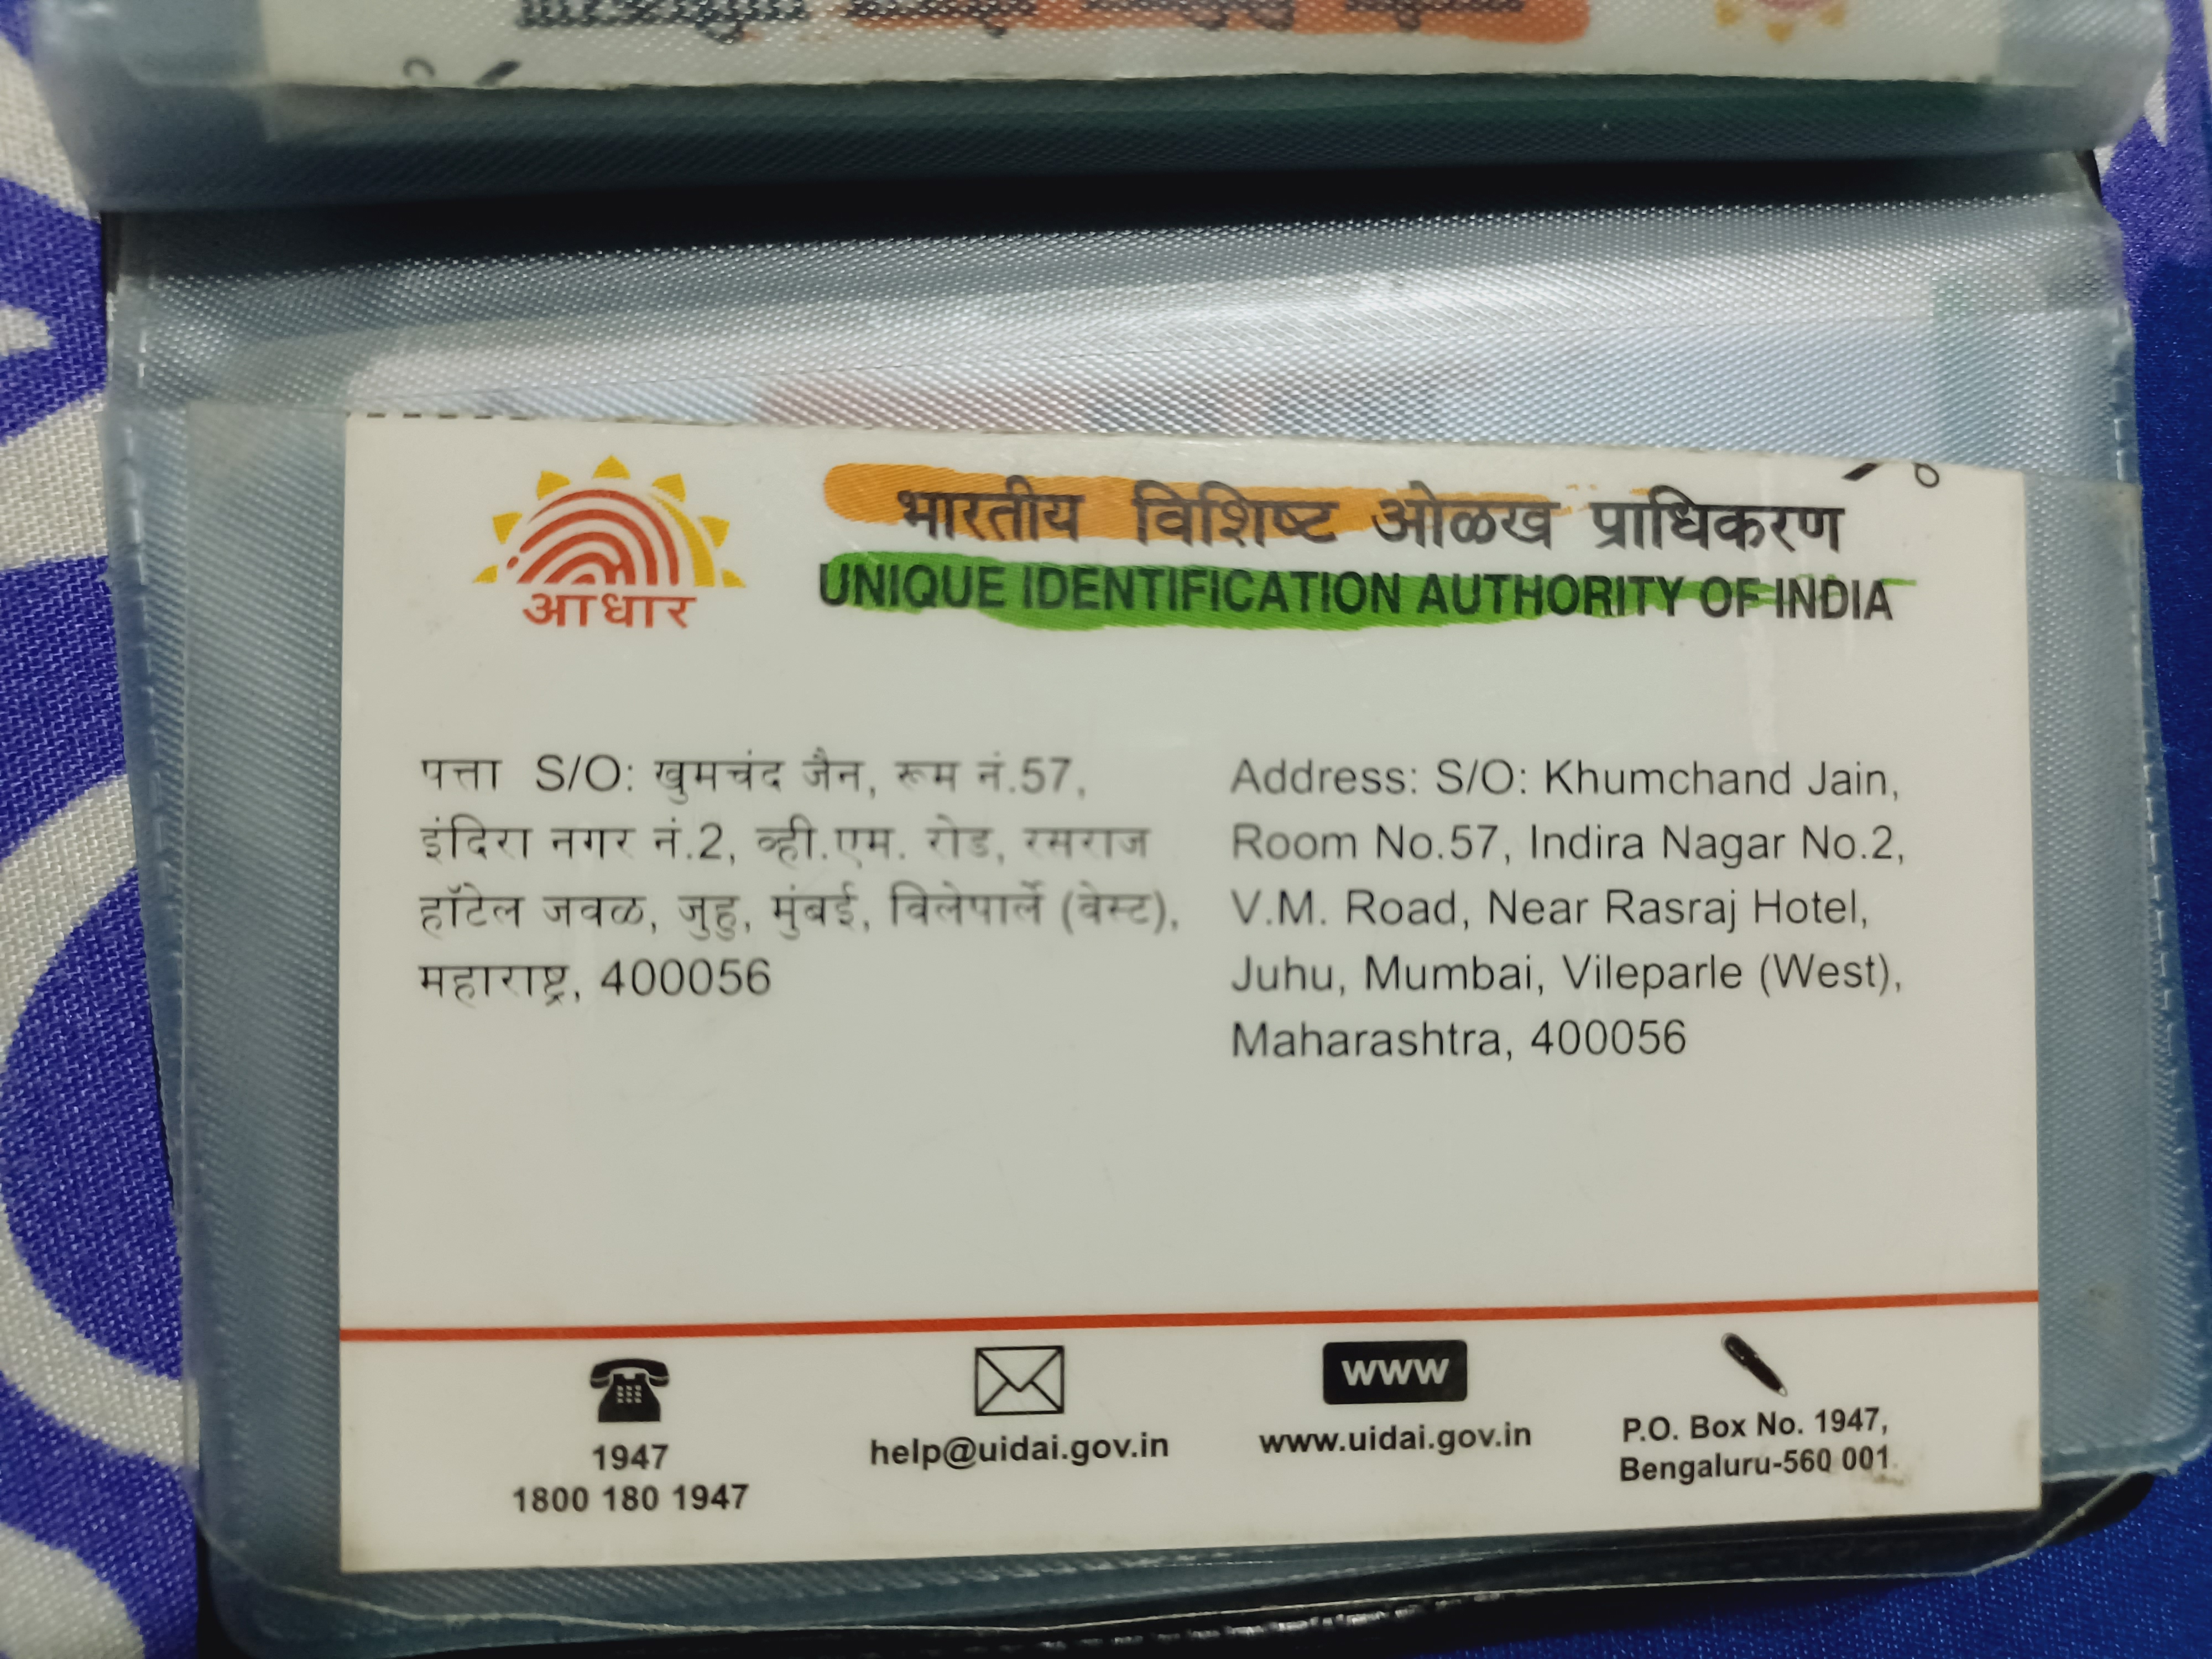 भारतीय विशिष्ट ओळख प्राधिकरण
UNIQUE IDENTIFICATION AUTHORITY OF INDIA
आधार
पत्ता S/O: खुमचंद जैन, रूम नं.57,
इंदिरा नगर नं.2, व्ही.एम. रोड, रसराज
हॉटेल जवळ, जुहु, मुंबई, विलेपार्ले (वेस्ट),
महाराष्ट्र, 400056
Address: S/O: Khumchand Jain,
Room No.57, Indira Nagar No.2,
V.M. Road, Near Rasraj Hotel,
Juhu, Mumbai, Vileparle (West),
Maharashtra, 400056
1947
1800 180 1947
help@uidai.gov.in
www
www.uidai.gov.in
P.O. Box No. 1947,
Bengaluru-560 001